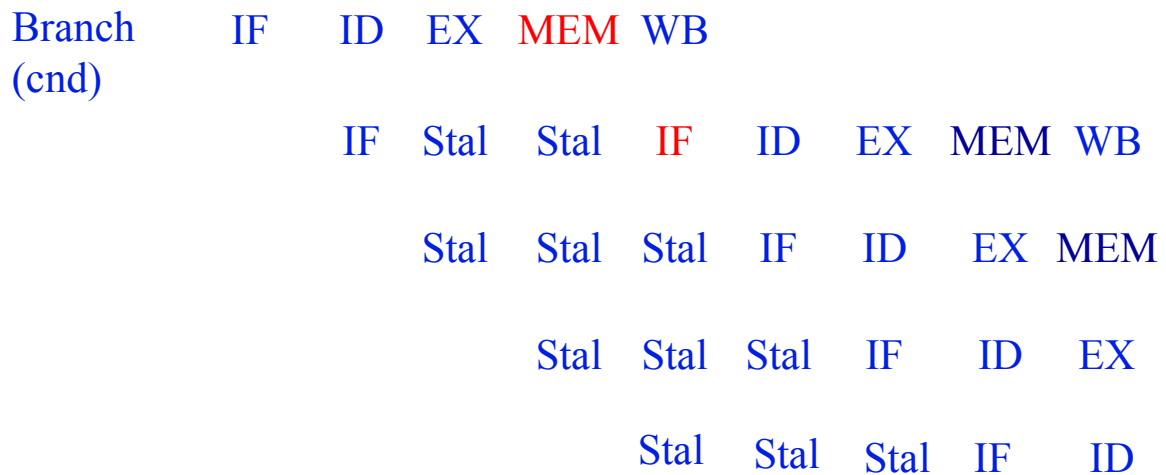 Branch IF ID EX MEM WB
(cnd)
IF Stal Stal IF ID EX MEM WB
Stal Stal Stal IF ID EX MEM
Stal Stal Stal IF ID EX
Stal Stal Stal IF ID